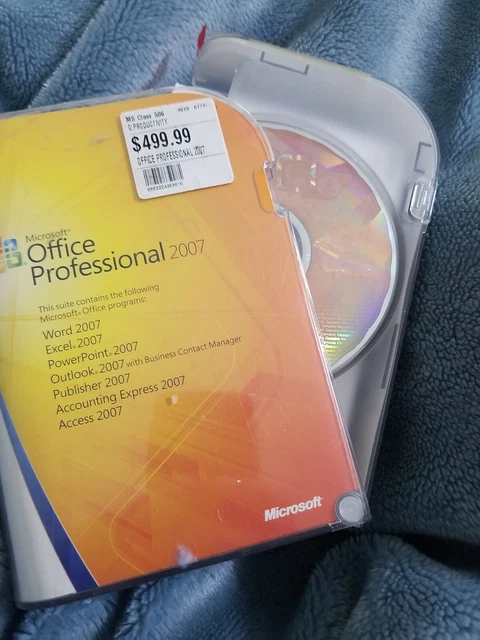 MS Class 506
G.PRODUCTIVITY
$499.99
OFFICE PROFESSIONAL 2007
Microsoft®
Office
Professional 2007
This suite contains the following
Microsoft® Office programs:
Word 2007
Excel® 2007
PowerPoint® 2007
Outlook® 2007 with Business Contact Manager
Publisher 2007
Accounting Express 2007
Access 2007
Microsoft®